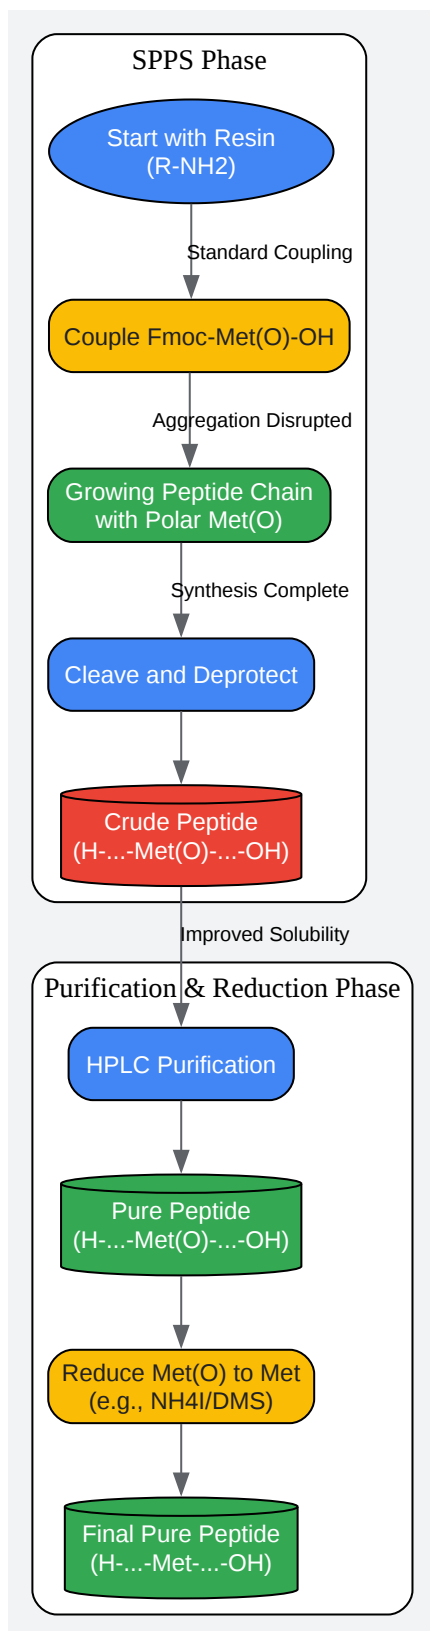 SPPS Phase
Start with Resin
(R-NH2)
Standard Coupling
Couple Fmoc-Met(O)-OH
Aggregation Disrupted
Growing Peptide Chain
with Polar Met(O)
Synthesis Complete
Cleave and Deprotect
Crude Peptide
(H-...-Met(O)-...-OH)
Improved Solubility
Purification & Reduction Phase
HPLC Purification
Pure Peptide
(H-...-Met(O)-...-OH)
Reduce Met(O) to Met
(e.g., NH4I/DMS)
Final Pure Peptide
(H-...-Met-...-OH)